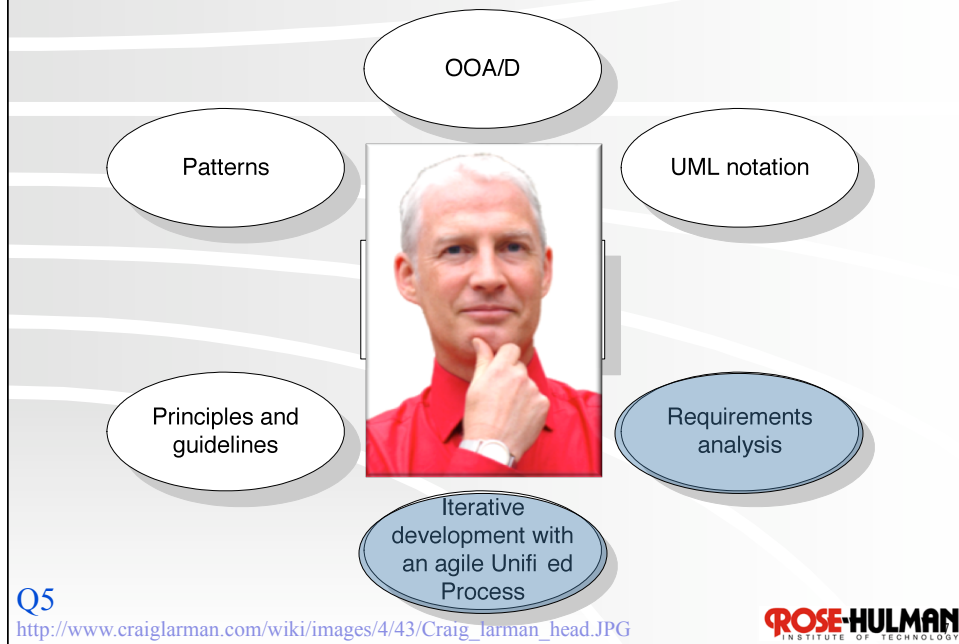 OOA/D
Patterns
UML notation
Principles and
guidelines
Requirements
analysis
Iterative
development with
an agile Unifi ed
Process
Q5
http://www.craiglarman.com/wiki/images/4/43/Craig_larman_head.JPG
ROSE-HULMAN
INSTITUTE OF TECHNOLOGY